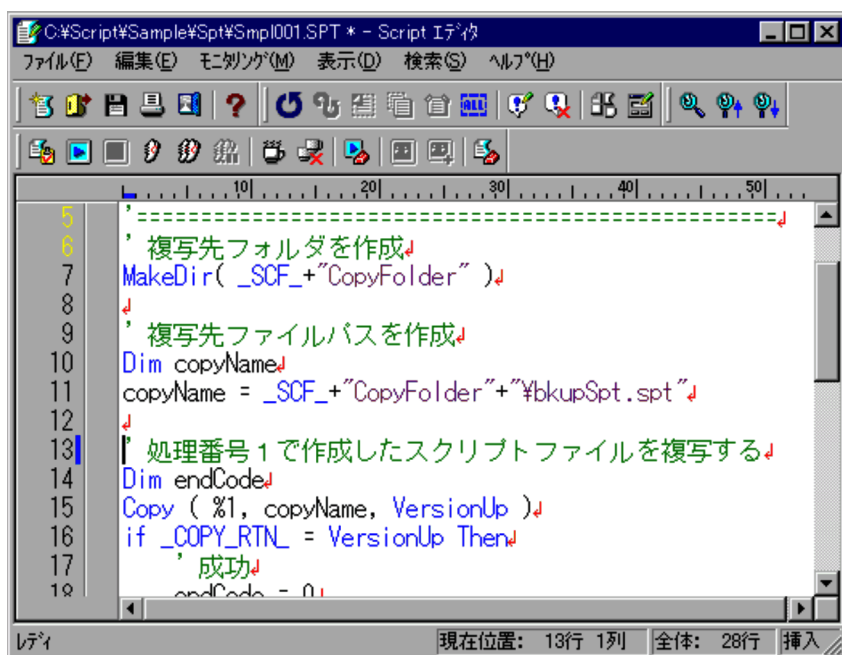 C:¥Script¥Sample¥Spt¥Smpl001.SPT * - Script ｴﾃﾞｨﾀ
ﾌｧｲﾙ(F) 編集(E) ﾓﾆﾀﾘﾝｸﾞ(M) 表示(D) 検索(S) ﾍﾙﾌﾟ(H)
ALL
10 20 30 40 50
5 '==================================================
6 ' 複写先フォルダを作成
7 MakeDir( _SCF_+"CopyFolder" )
8
9 ' 複写先ファイルパスを作成
10 Dim copyName
11 copyName = _SCF_+"CopyFolder"+"¥bkupSpt.spt"
12
13 ' 処理番号１で作成したスクリプトファイルを複写する
14 Dim endCode
15 Copy ( %1, copyName, VersionUp )
16 if _COPY_RTN_ = VersionUp Then
17 ' 成功
18 endCode = 0
ﾚﾃﾞｨ 現在位置: 13行 1列 全体: 28行 挿入